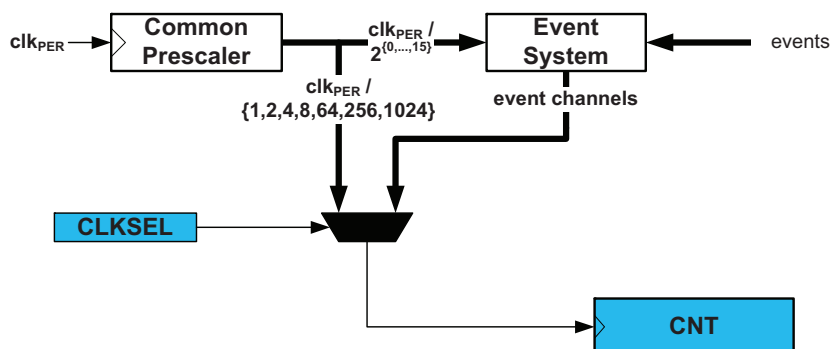 clkPER
Common
Prescaler
clkPER /
2{0,...,15}
Event
System
events
clkPER /
{1,2,4,8,64,256,1024}
event channels
CLKSEL
CNT